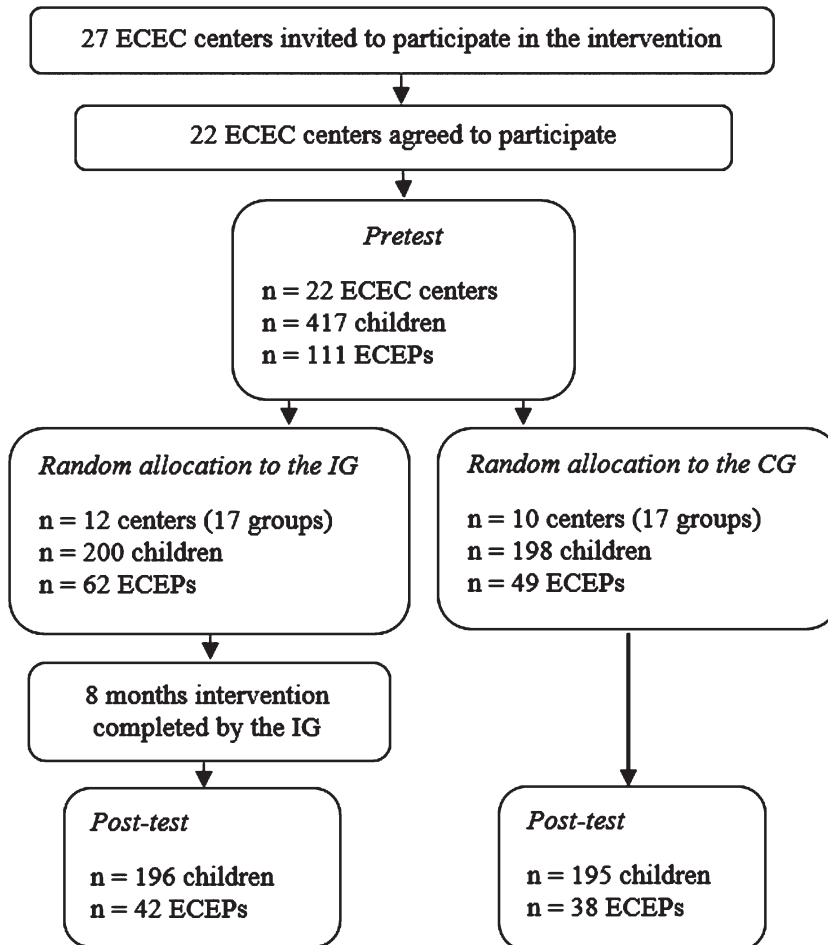 27 ECEC centers invited to participate in the intervention
22 ECEC centers agreed to participate
Pretest
n = 22 ECEC centers
n = 417 children
n = 111 ECEPs
Random allocation to the IG
n = 12 centers (17 groups)
n = 200 children
n = 62 ECEPs
Random allocation to the CG
n = 10 centers (17 groups)
n = 198 children
n = 49 ECEPs
8 months intervention
completed by the IG
Post-test
n = 196 children
n = 42 ECEPs
Post-test
n = 195 children
n = 38 ECEPs